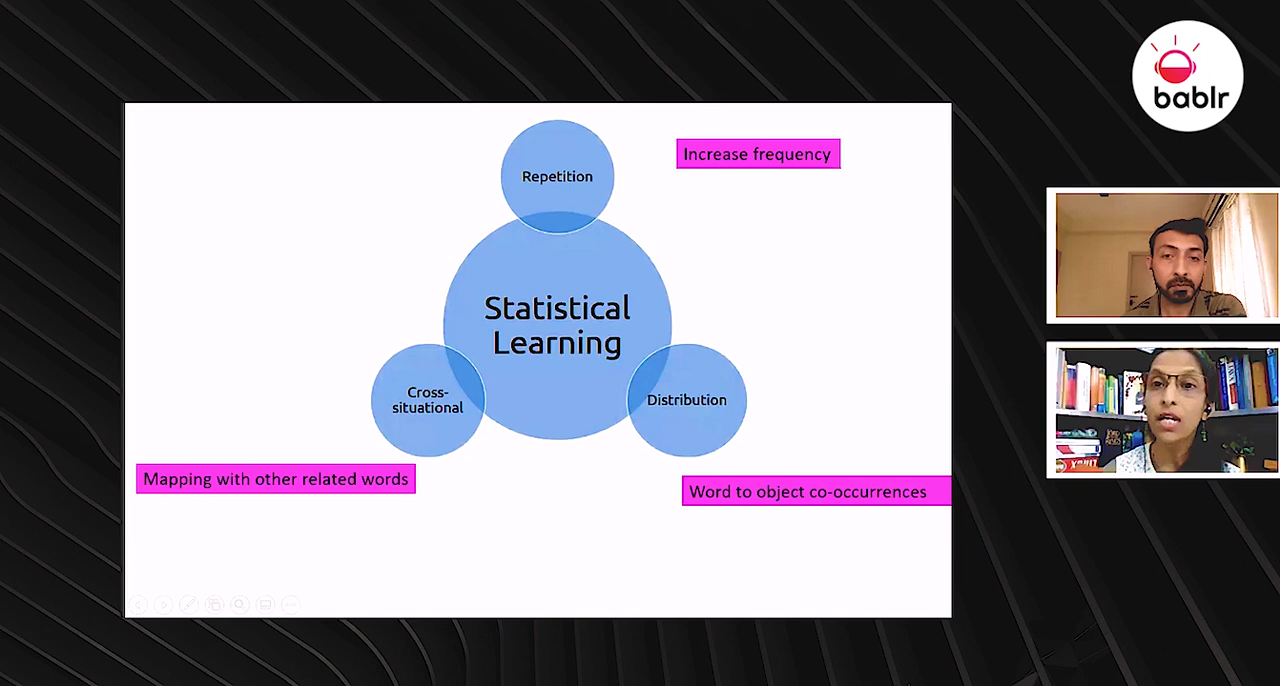 bablr
Repetition
Increase frequency
Statistical
Learning
Cross-
situational
Distribution
Mapping with other related words
Word to object co-occurrences